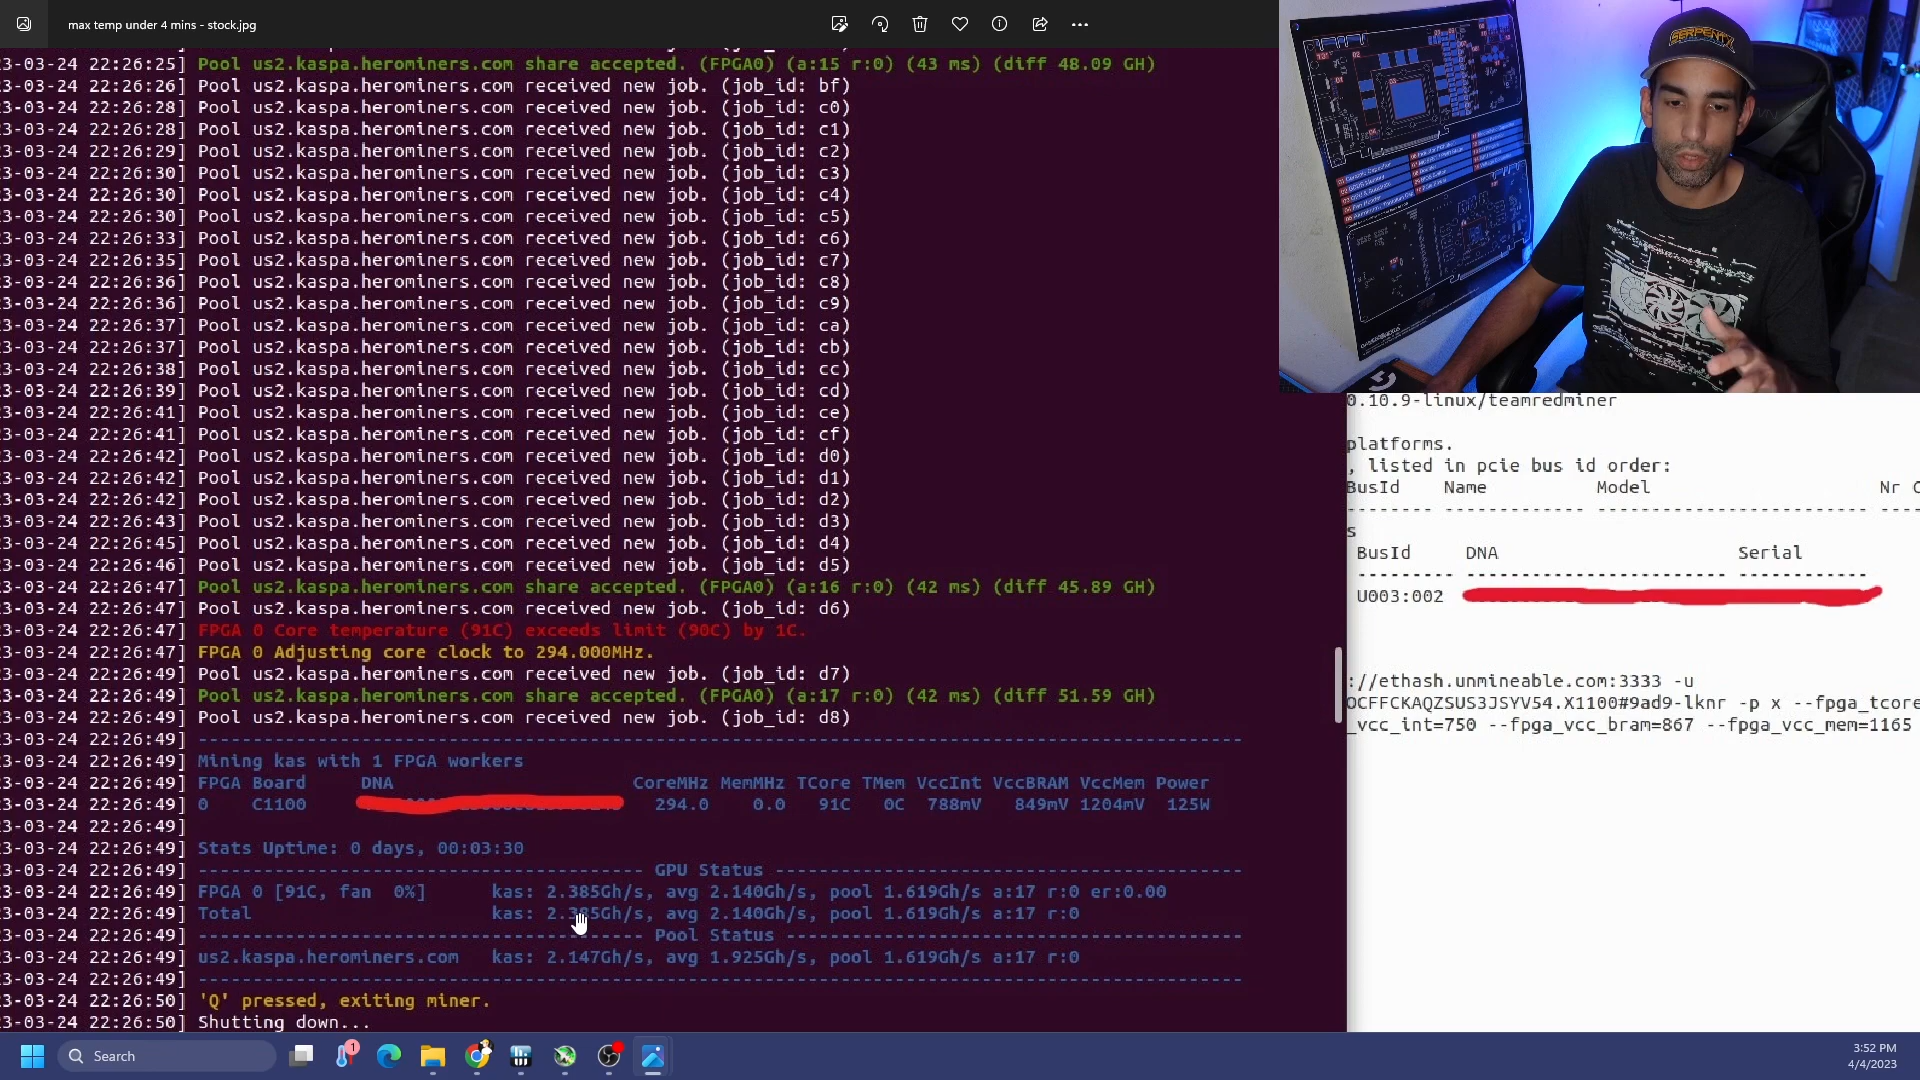 max temp under 4 mins - stock.jpg
3-03-24 22:26:25] Pool us2.kaspa.herominers.com share accepted. (FPGA0) (a:15 r:0) (43 ms) (diff 48.09 GH)
3-03-24 22:26:26] Pool us2.kaspa.herominers.com received new job. (job_id: bf)
3-03-24 22:26:28] Pool us2.kaspa.herominers.com received new job. (job_id: c0)
3-03-24 22:26:28] Pool us2.kaspa.herominers.com received new job. (job_id: c1)
3-03-24 22:26:29] Pool us2.kaspa.herominers.com received new job. (job_id: c2)
3-03-24 22:26:30] Pool us2.kaspa.herominers.com received new job. (job_id: c3)
3-03-24 22:26:30] Pool us2.kaspa.herominers.com received new job. (job_id: c4)
3-03-24 22:26:30] Pool us2.kaspa.herominers.com received new job. (job_id: c5)
3-03-24 22:26:33] Pool us2.kaspa.herominers.com received new job. (job_id: c6)
3-03-24 22:26:35] Pool us2.kaspa.herominers.com received new job. (job_id: c7)
3-03-24 22:26:36] Pool us2.kaspa.herominers.com received new job. (job_id: c8)
3-03-24 22:26:36] Pool us2.kaspa.herominers.com received new job. (job_id: c9)
3-03-24 22:26:37] Pool us2.kaspa.herominers.com received new job. (job_id: ca)
3-03-24 22:26:37] Pool us2.kaspa.herominers.com received new job. (job_id: cb)
3-03-24 22:26:38] Pool us2.kaspa.herominers.com received new job. (job_id: cc)
3-03-24 22:26:39] Pool us2.kaspa.herominers.com received new job. (job_id: cd)
3-03-24 22:26:41] Pool us2.kaspa.herominers.com received new job. (job_id: ce)
3-03-24 22:26:41] Pool us2.kaspa.herominers.com received new job. (job_id: cf)
3-03-24 22:26:42] Pool us2.kaspa.herominers.com received new job. (job_id: d0)
3-03-24 22:26:42] Pool us2.kaspa.herominers.com received new job. (job_id: d1)
3-03-24 22:26:42] Pool us2.kaspa.herominers.com received new job. (job_id: d2)
3-03-24 22:26:43] Pool us2.kaspa.herominers.com received new job. (job_id: d3)
3-03-24 22:26:45] Pool us2.kaspa.herominers.com received new job. (job_id: d4)
3-03-24 22:26:46] Pool us2.kaspa.herominers.com received new job. (job_id: d5)
3-03-24 22:26:47] Pool us2.kaspa.herominers.com share accepted. (FPGA0) (a:16 r:0) (42 ms) (diff 45.89 GH)
3-03-24 22:26:47] Pool us2.kaspa.herominers.com received new job. (job_id: d6)
3-03-24 22:26:47] FPGA 0 Core temperature (91C) exceeds limit (90C) by 1C.
3-03-24 22:26:47] FPGA 0 Adjusting core clock to 294.000MHz.
3-03-24 22:26:49] Pool us2.kaspa.herominers.com received new job. (job_id: d7)
3-03-24 22:26:49] Pool us2.kaspa.herominers.com share accepted. (FPGA0) (a:17 r:0) (42 ms) (diff 51.59 GH)
3-03-24 22:26:49] Pool us2.kaspa.herominers.com received new job. (job_id: d8)
3-03-24 22:26:49]
3-03-24 22:26:49] Mining kas with 1 FPGA workers
3-03-24 22:26:49] FPGA Board DNA CoreMHz MemMHz TCore TMem VccInt VccBRAM VccMem Power
3-03-24 22:26:49] 0 C1100 294.0 0.0 91C 0C 788mV 849mV 1204mV 125W
3-03-24 22:26:49]
3-03-24 22:26:49] Stats Uptime: 0 days, 00:03:30
3-03-24 22:26:49] GPU Status
3-03-24 22:26:49] FPGA 0 [91C, fan 0%] kas: 2.385Gh/s, avg 2.140Gh/s, pool 1.619Gh/s a:17 r:0 er:0.00
3-03-24 22:26:49] Total kas: 2.385Gh/s, avg 2.140Gh/s, pool 1.619Gh/s a:17 r:0
3-03-24 22:26:49] Pool Status
3-03-24 22:26:49] us2.kaspa.herominers.com kas: 2.147Gh/s, avg 1.925Gh/s, pool 1.619Gh/s a:17 r:0
3-03-24 22:26:49]
3-03-24 22:26:50] 'Q' pressed, exiting miner.
3-03-24 22:26:50] Shutting down...
SERPENTX
0.10.9-linux/teamredminer
platforms.
, listed in pcie bus id order:
BusId Name Model Nr C
s
BusId DNA Serial
U003:002
://ethash.unmineable.com:3333 -u
OCFFCKAQZSUS3JSYV54.X1100#9ad9-lknr -p x --fpga_tcore
_vcc_int=750 --fpga_vcc_bram=867 --fpga_vcc_mem=1165
Search
1
3:52 PM
4/4/2023